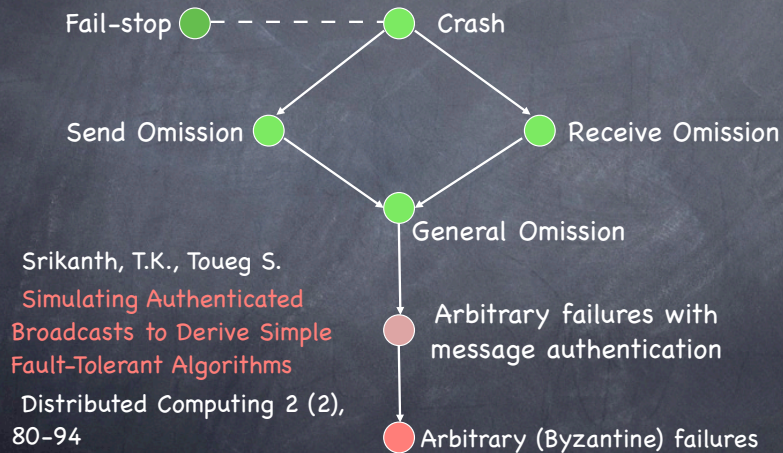 Fail-stop
Crash
Send Omission
Receive Omission
General Omission
Srikanth, T.K., Toueg S.
Simulating Authenticated
Broadcasts to Derive Simple
Fault-Tolerant Algorithms
Distributed Computing 2 (2),
80-94
Arbitrary failures with
message authentication
Arbitrary (Byzantine) failures